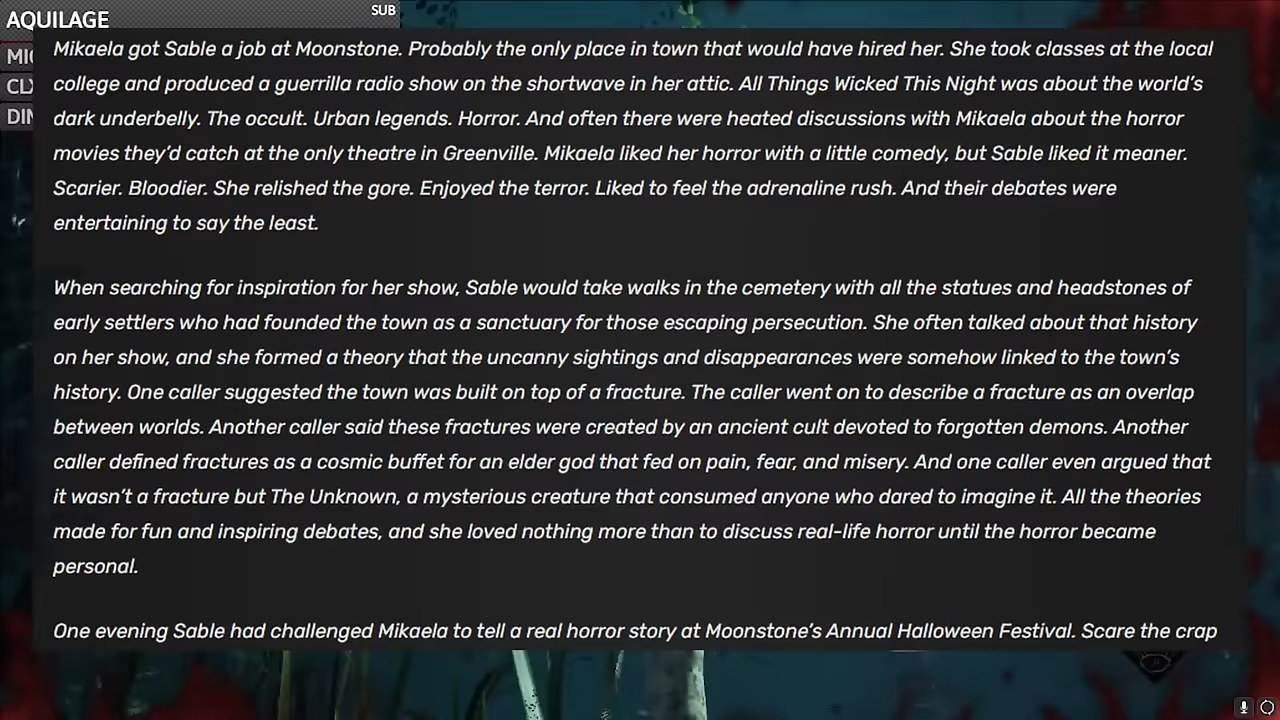 AQUILAGE
SUB
MI
CL
DIN
Mikaela got Sable a job at Moonstone. Probably the only place in town that would have hired her. She took classes at the local
college and produced a guerrilla radio show on the shortwave in her attic. All Things Wicked This Night was about the world's
dark underbelly. The occult. Urban legends. Horror. And often there were heated discussions with Mikaela about the horror
movies they'd catch at the only theatre in Greenville. Mikaela liked her horror with a little comedy, but Sable liked it meaner.
Scarier. Bloodier. She relished the gore. Enjoyed the terror. Liked to feel the adrenaline rush. And their debates were
entertaining to say the least.
When searching for inspiration for her show, Sable would take walks in the cemetery with all the statues and headstones of
early settlers who had founded the town as a sanctuary for those escaping persecution. She often talked about that history
on her show, and she formed a theory that the uncanny sightings and disappearances were somehow linked to the town's
history. One caller suggested the town was built on top of a fracture. The caller went on to describe a fracture as an overlap
between worlds. Another caller said these fractures were created by an ancient cult devoted to forgotten demons. Another
caller defined fractures as a cosmic buffet for an elder god that fed on pain, fear, and misery. And one caller even argued that
it wasn't a fracture but The Unknown, a mysterious creature that consumed anyone who dared to imagine it. All the theories
made for fun and inspiring debates, and she loved nothing more than to discuss real-life horror until the horror became
personal.
One evening Sable had challenged Mikaela to tell a real horror story at Moonstone's Annual Halloween Festival. Scare the crap